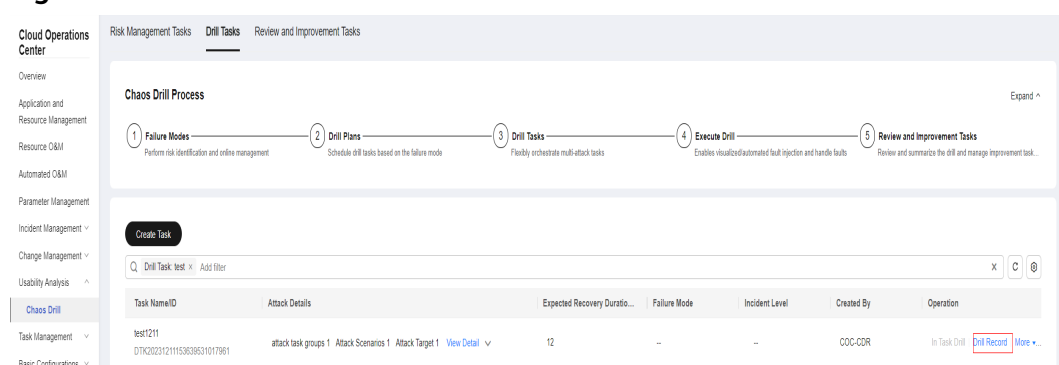 Cloud Operations
Center
Overview
Application and
Resource Management
Resource O&M
Automated O&M
Parameter Management
Incident Management
Change Management
Usability Analysis
Chaos Drill
Task Management
Basic Configurations
Risk Management Tasks Drill Tasks Review and Improvement Tasks
Chaos Drill Process Expand
1 Failure Modes 2 Drill Plans 3 Drill Tasks 4 Execute Drill 5 Review and Improvement Tasks
Perform risk identification and online management Schedule drill tasks based on the failure mode Flexibly orchestrate multi-attack tasks Enables visualized/automated fault injection and handle faults Review and summarize the drill and manage improvement task...
Create Task
Drill Task: test × Add filter X
Task Name/ID Attack Details Expected Recovery Duratio... Failure Mode Incident Level Created By Operation
test1211
DTK20231211153639531017961
attack task groups 1 Attack Scenarios 1 Attack Target 1 View Detail 12 -- -- COC-CDR In Task Drill Drill Record More ▾...